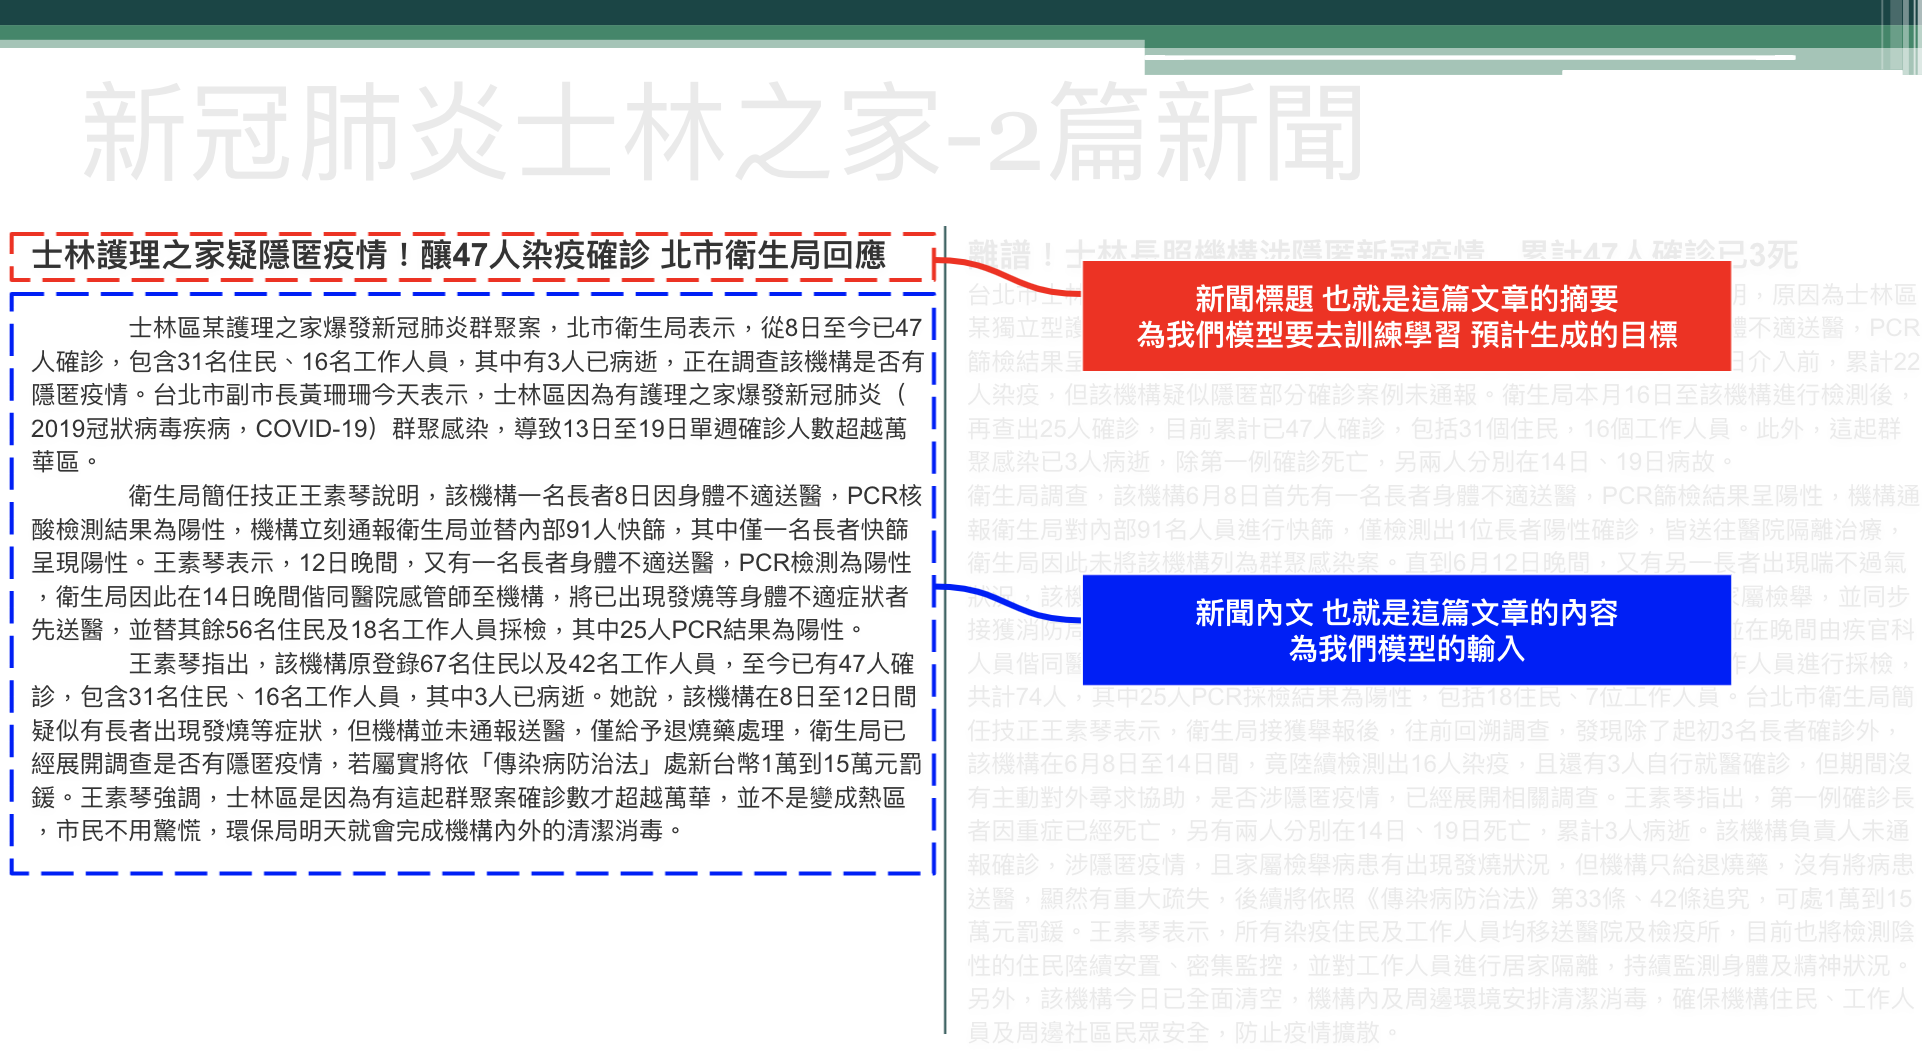 新冠肺炎士林之家-2篇新聞
士林護理之家疑隱匿疫情！釀47人染疫確診 北市衛生局回應
士林區某護理之家爆發新冠肺炎群聚案，北市衛生局表示，從8日至今已47
人確診，包含31名住民、16名工作人員，其中有3人已病逝，正在調查該機構是否有
隱匿疫情。台北市副市長黃珊珊今天表示，士林區因為有護理之家爆發新冠肺炎（
2019冠狀病毒疾病，COVID-19）群聚感染，導致13日至19日單週確診人數超越萬
華區。
衛生局簡任技正王素琴說明，該機構一名長者8日因身體不適送醫，PCR核
酸檢測結果為陽性，機構立刻通報衛生局並替內部91人快篩，其中僅一名長者快篩
呈現陽性。王素琴表示，12日晚間，又有一名長者身體不適送醫，PCR檢測為陽性
，衛生局因此在14日晚間偕同醫院感管師至機構，將已出現發燒等身體不適症狀者
先送醫，並替其餘56名住民及18名工作人員採檢，其中25人PCR結果為陽性。
王素琴指出，該機構原登錄67名住民以及42名工作人員，至今已有47人確
診，包含31名住民、16名工作人員，其中3人已病逝。她說，該機構在8日至12日間
疑似有長者出現發燒等症狀，但機構並未通報送醫，僅給予退燒藥處理，衛生局已
經展開調查是否有隱匿疫情，若屬實將依「傳染病防治法」處新台幣1萬到15萬元罰
鍰。王素琴強調，士林區是因為有這起群聚案確診數才超越萬華，並不是變成熱區
，市民不用驚慌，環保局明天就會完成機構內外的清潔消毒。
離譜！士林長照機構涉隱匿新冠疫情 累計47人確診已3死
新聞標題 也就是這篇文章的摘要
為我們模型要去訓練學習 預計生成的目標
台北市 明，原因為士林區
某獨立型護 體不適送醫，PCR
篩檢結果呈 日介入前，累計22
人染疫，但該機構疑似隱匿部分確診案例未通報。衛生局本月16日至該機構進行檢測後，
再查出25人確診，目前累計已47人確診，包括31個住民，16個工作人員。此外，這起群
聚感染已3人病逝，除第一例確診死亡，另兩人分別在14日、19日病故。
衛生局調查，該機構6月8日首先有一名長者身體不適送醫，PCR篩檢結果呈陽性，機構通
報衛生局對內部91名人員進行快篩，僅檢測出1位長者陽性確診，皆送往醫院隔離治療，
衛生局因此未將該機構列為群聚感染案。直到6月12日晚間，又有另一長者出現喘不過氣
新聞內文 也就是這篇文章的內容
為我們模型的輸入
狀況，該機 家屬檢舉，並同步
接獲消防局 並在晚間由疾官科
人員偕同醫 作人員進行採檢，
共計74人，其中25人PCR採檢結果為陽性，包括18住民、7位工作人員。台北市衛生局簡
任技正王素琴表示，衛生局接獲舉報後，往前回溯調查，發現除了起初3名長者確診外，
該機構在6月8日至14日間，竟陸續檢測出16人染疫，且還有3人自行就醫確診，但期間沒
有主動對外尋求協助，是否涉隱匿疫情，已經展開相關調查。王素琴指出，第一例確診長
者因重症已經死亡，另有兩人分別在14日、19日死亡，累計3人病逝。該機構負責人未通
報確診，涉隱匿疫情，且家屬檢舉病患有出現發燒狀況，但機構只給退燒藥，沒有將病患
送醫，顯然有重大疏失，後續將依照《傳染病防治法》第33條、42條追究，可處1萬到15
萬元罰鍰。王素琴表示，所有染疫住民及工作人員均移送醫院及檢疫所，目前也將檢測陰
性的住民陸續安置、密集監控，並對工作人員進行居家隔離，持續監測身體及精神狀況。
另外，該機構今日已全面清空，機構內及周邊環境安排清潔消毒，確保機構住民、工作人
員及周邊社區民眾安全，防止疫情擴散。